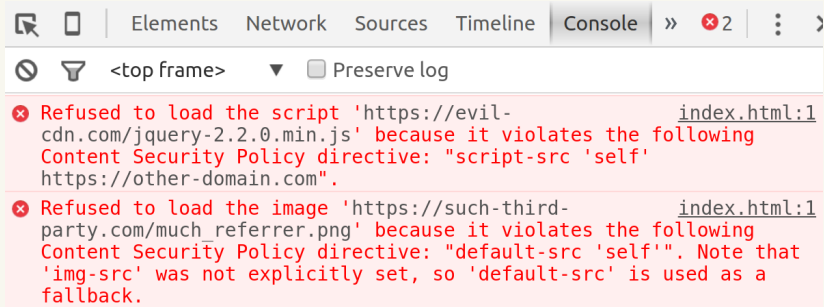 Elements Network Sources Timeline Console » 2
<top frame> ▼ Preserve log
Refused to load the script 'https://evil- index.html:1
cdn.com/jquery-2.2.0.min.js' because it violates the following
Content Security Policy directive: "script-src 'self'
https://other-domain.com".
Refused to load the image 'https://such-third- index.html:1
party.com/much_referrer.png' because it violates the following
Content Security Policy directive: "default-src 'self'". Note that
'img-src' was not explicitly set, so 'default-src' is used as a
fallback.